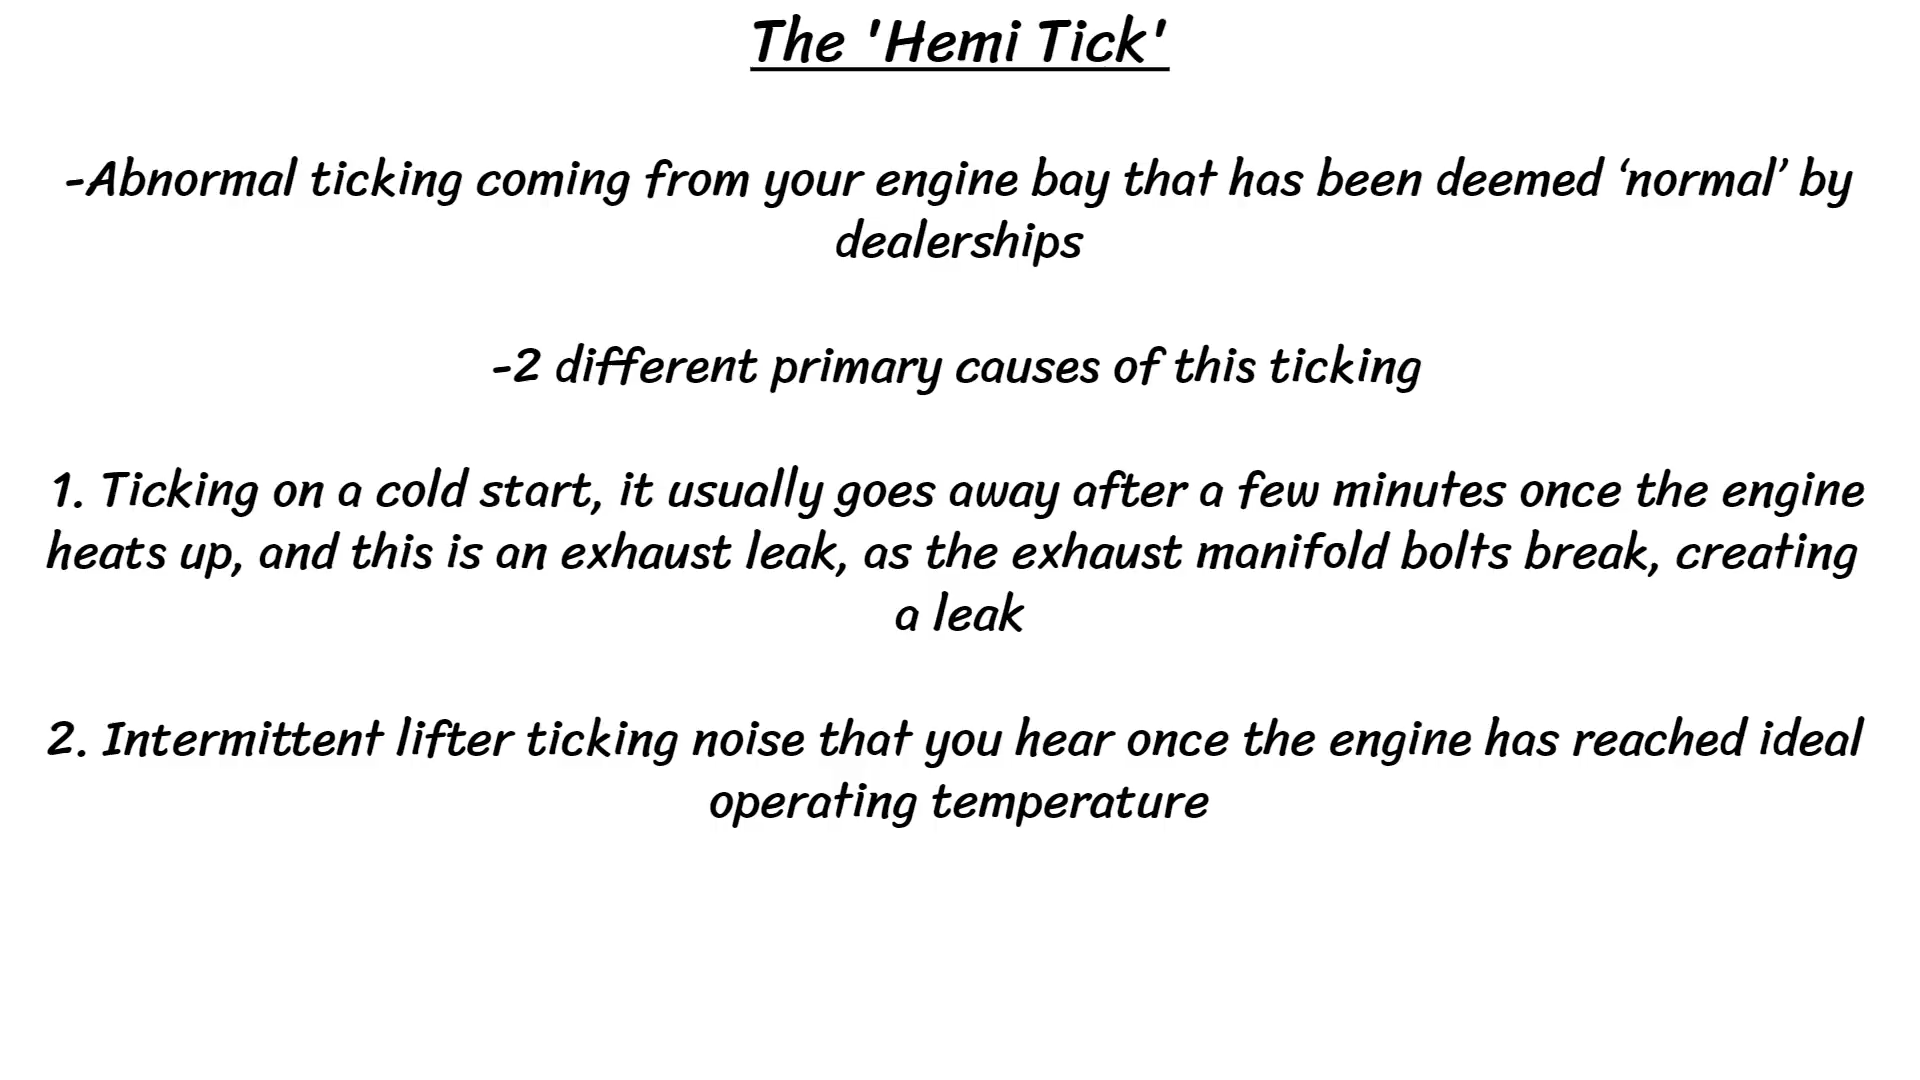 The 'Hemi Tick'
-Abnormal ticking coming from your engine bay that has been deemed ‘normal’ by
dealerships
-2 different primary causes of this ticking
1. Ticking on a cold start, it usually goes away after a few minutes once the engine
heats up, and this is an exhaust leak, as the exhaust manifold bolts break, creating
a leak
2. Intermittent lifter ticking noise that you hear once the engine has reached ideal
operating temperature